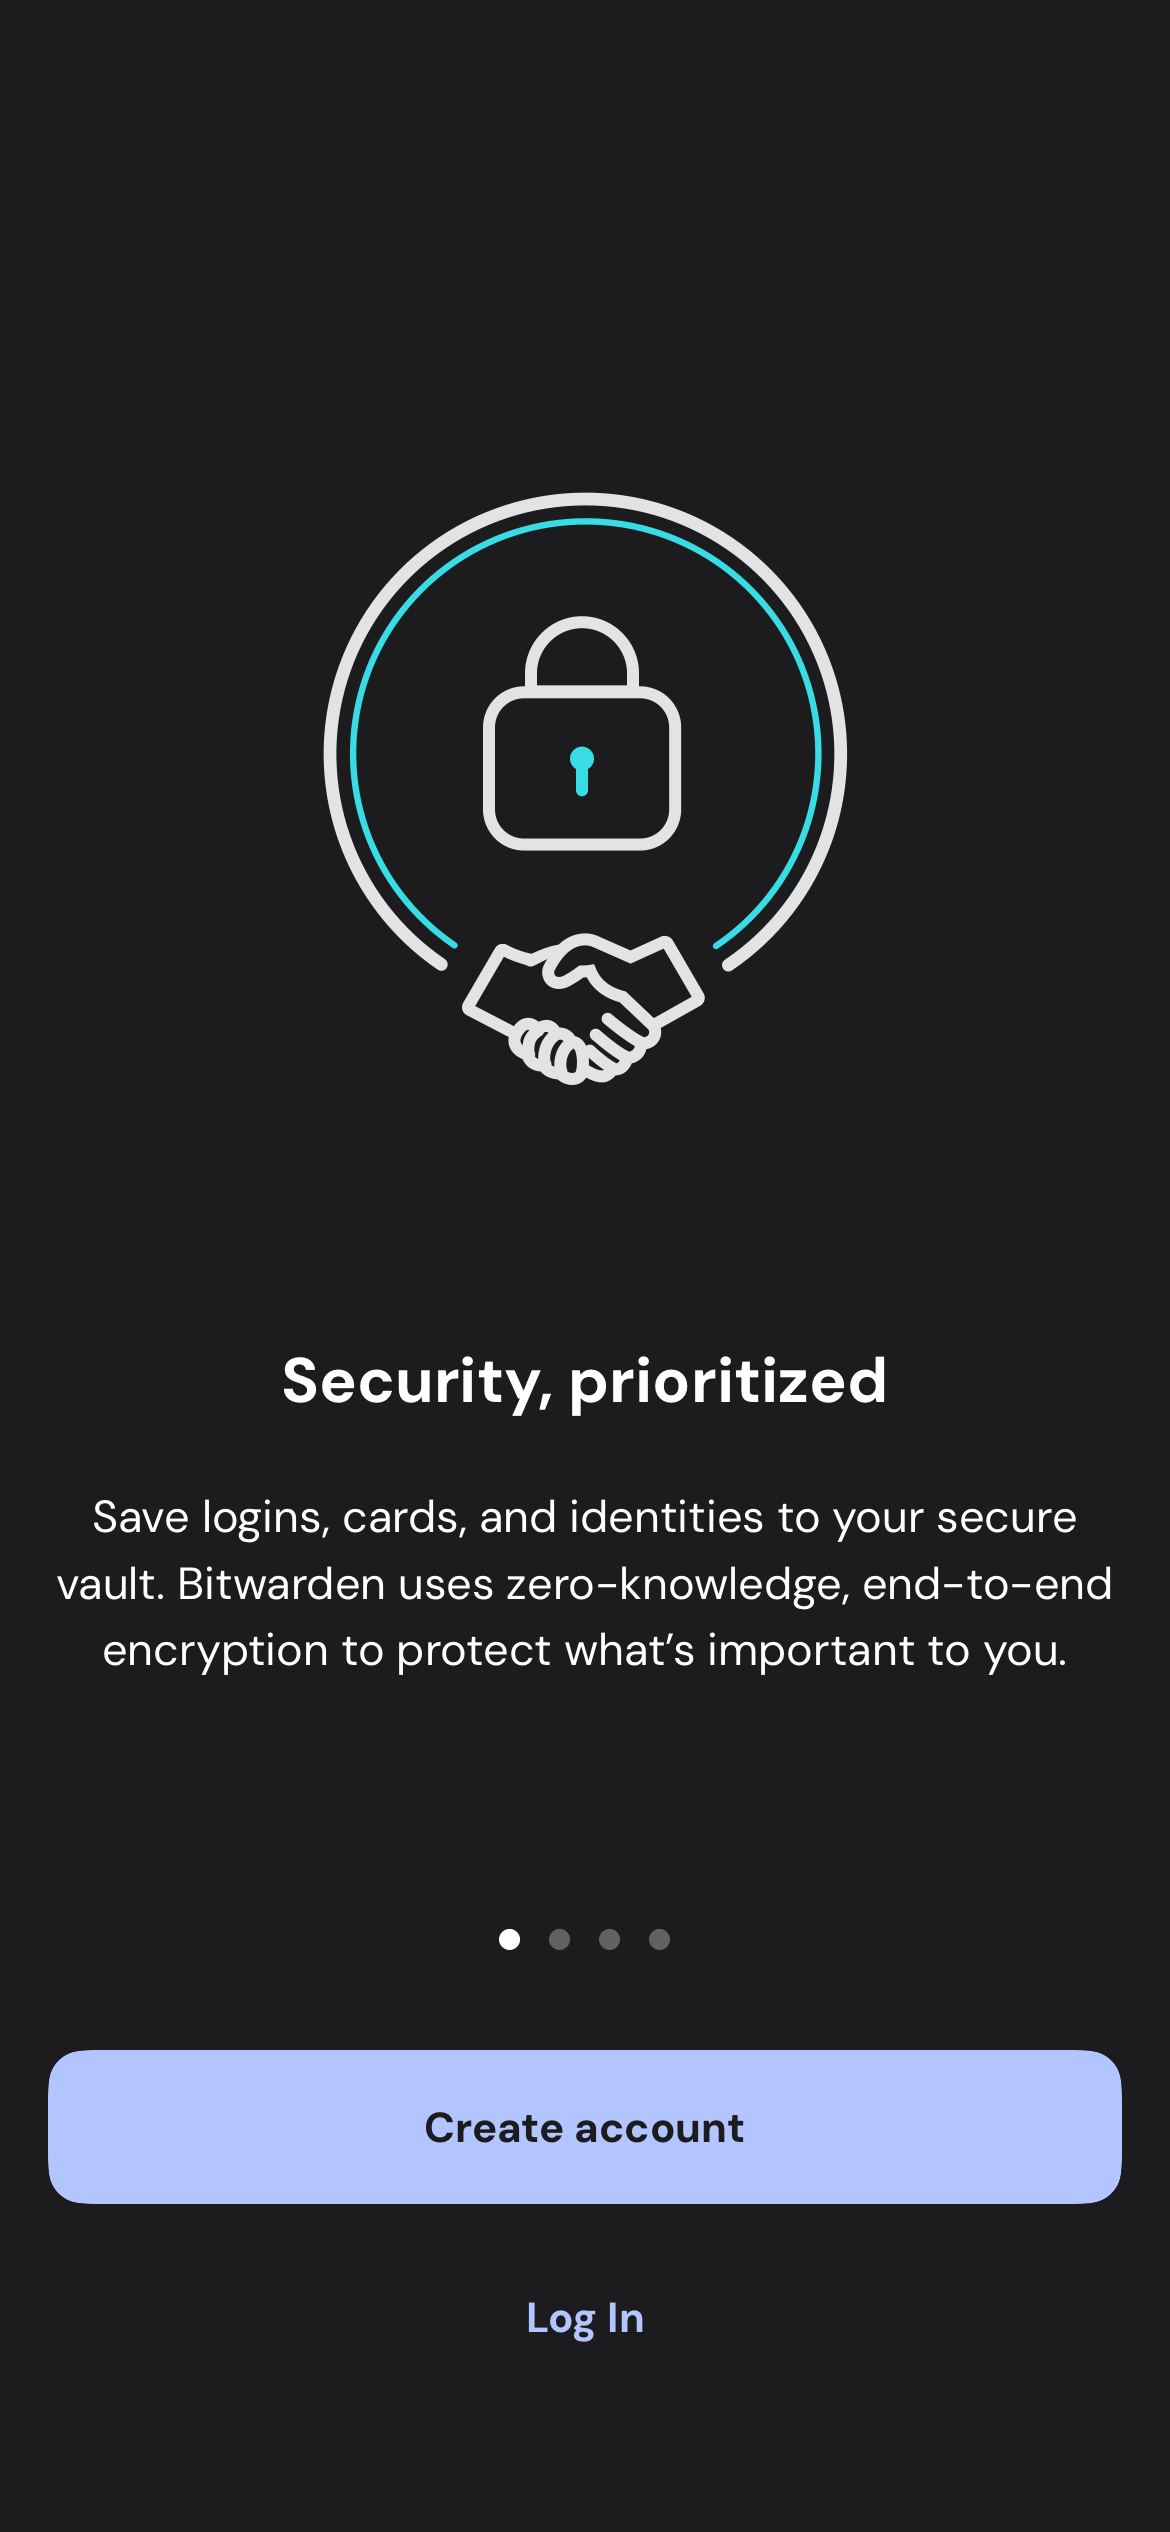 Security, prioritized
Save logins, cards, and identities to your secure
vault. Bitwarden uses zero-knowledge, end-to-end
encryption to protect what’s important to you.
Create account
Log In